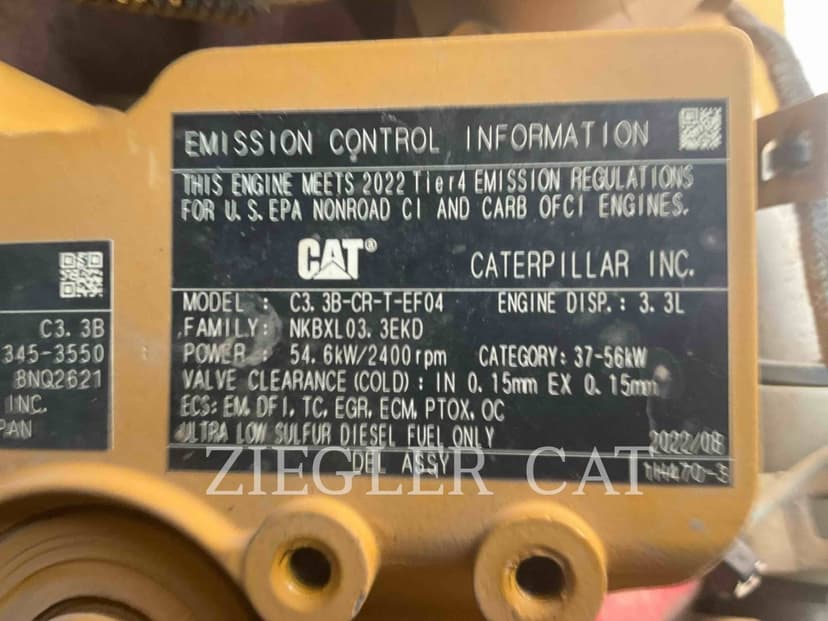 EMISSION CONTROL INFORMATION
THIS ENGINE MEETS 2022 Tier4 EMISSION REGULATIONS
FOR U.S.EPA NONROAD CI AND CARB OFCI ENGINES.
CAT®
CATERPILLAR INC.
MODEL : C3.3B-CR-T-EF04 ENGINE DISP.: 3.3L
FAMILY: NKBXL03.3EKD
POWER : 54.6kW/2400rpm CATEGORY: 37-56kW
VALVE CLEARANCE(COLD): IN 0.15mm EX 0.15mm
ECS: EM, DFI, TC, EGR, ECM, PTOX, OC
ULTRA LOW SULFUR DIESEL FUEL ONLY
2022/08
DEL ASSY
C3.3B
345-3550
8NQ2621
INC.
PAN
ZIEGLER CAT